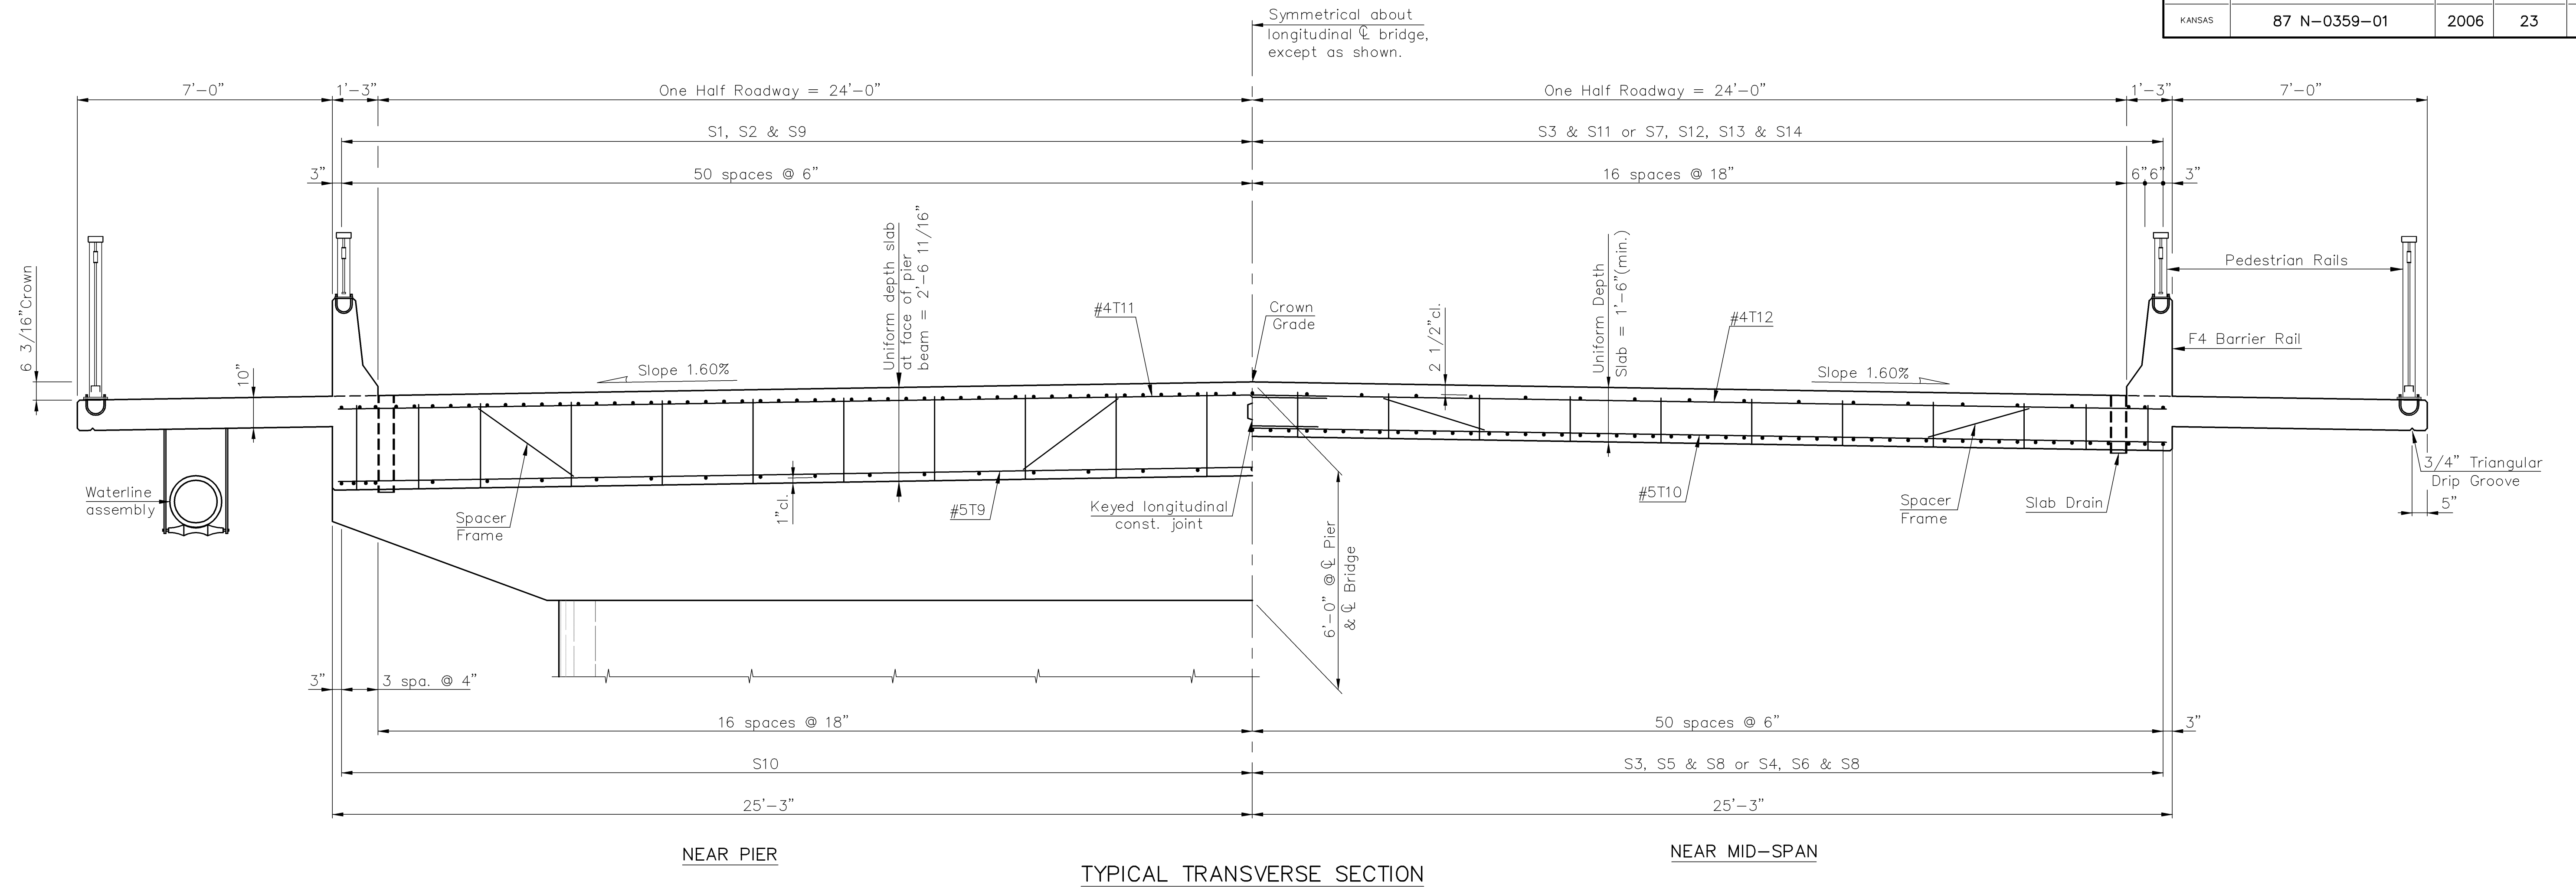 KANSAS 87 N-0359-01 2006 23
Symmetrical about
longitudinal ℄ bridge,
except as shown.
7'-0" 1'-3" One Half Roadway = 24'-0" One Half Roadway = 24'-0" 1'-3" 7'-0"
S1, S2 & S9 S3 & S11 or S7, S12, S13 & S14
3" 50 spaces @ 6" 16 spaces @ 18" 6" 6" 3"
6 3/16" Crown
10"
Slope 1.60%
Uniform depth slab
at face of pier
beam = 2'-6 11/16"
#4T11
Crown
Grade
2 1/2"cl.
Uniform Depth
Slab = 1'-6"(min.)
#4T12
Slope 1.60%
Pedestrian Rails
F4 Barrier Rail
Waterline
assembly
Spacer
Frame
1"cl.
#5T9
Keyed longitudinal
const. joint
6'-0" @ ℄ Pier
& ℄ Bridge
#5T10
Spacer
Frame
Slab Drain
3/4" Triangular
Drip Groove
5"
3" 3 spa. @ 4"
16 spaces @ 18" 50 spaces @ 6" 3"
S10 S3, S5 & S8 or S4, S6 & S8
25'-3" 25'-3"
NEAR PIER
NEAR MID-SPAN
TYPICAL TRANSVERSE SECTION